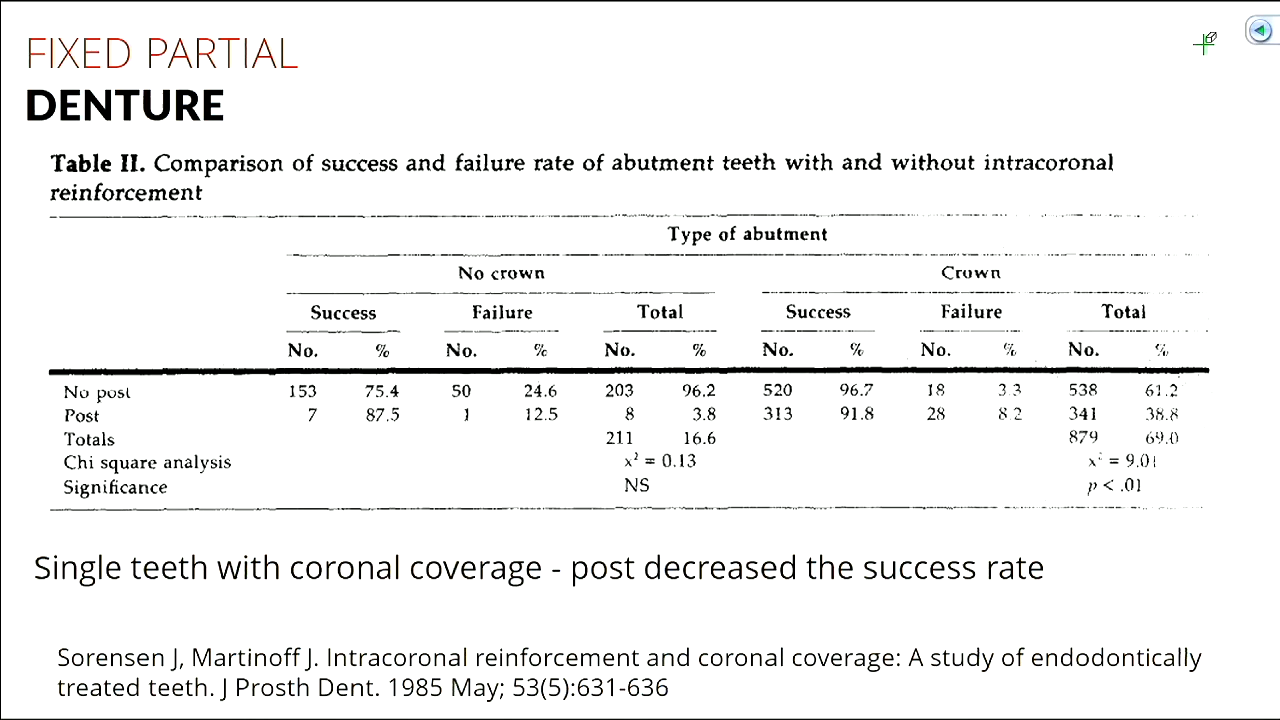 FIXED PARTIAL
DENTURE
Table II. Comparison of success and failure rate of abutment teeth with and without intracoronal
reinforcement
Type of abutment
No crown Crown
Success Failure Total Success Failure Total
No. % No. % No. % No. % No. % No. %
No post 153 75.4 50 24.6 203 96.2 520 96.7 18 3.3 538 61.2
Post 7 87.5 1 12.5 8 3.8 313 91.8 28 8.2 341 38.8
Totals 211 16.6 879 69.0
Chi square analysis x² = 0.13 x² = 9.01
Significance NS p < .01
Single teeth with coronal coverage - post decreased the success rate
Sorensen J, Martinoff J. Intracoronal reinforcement and coronal coverage: A study of endodontically
treated teeth. J Prosth Dent. 1985 May; 53(5):631-636